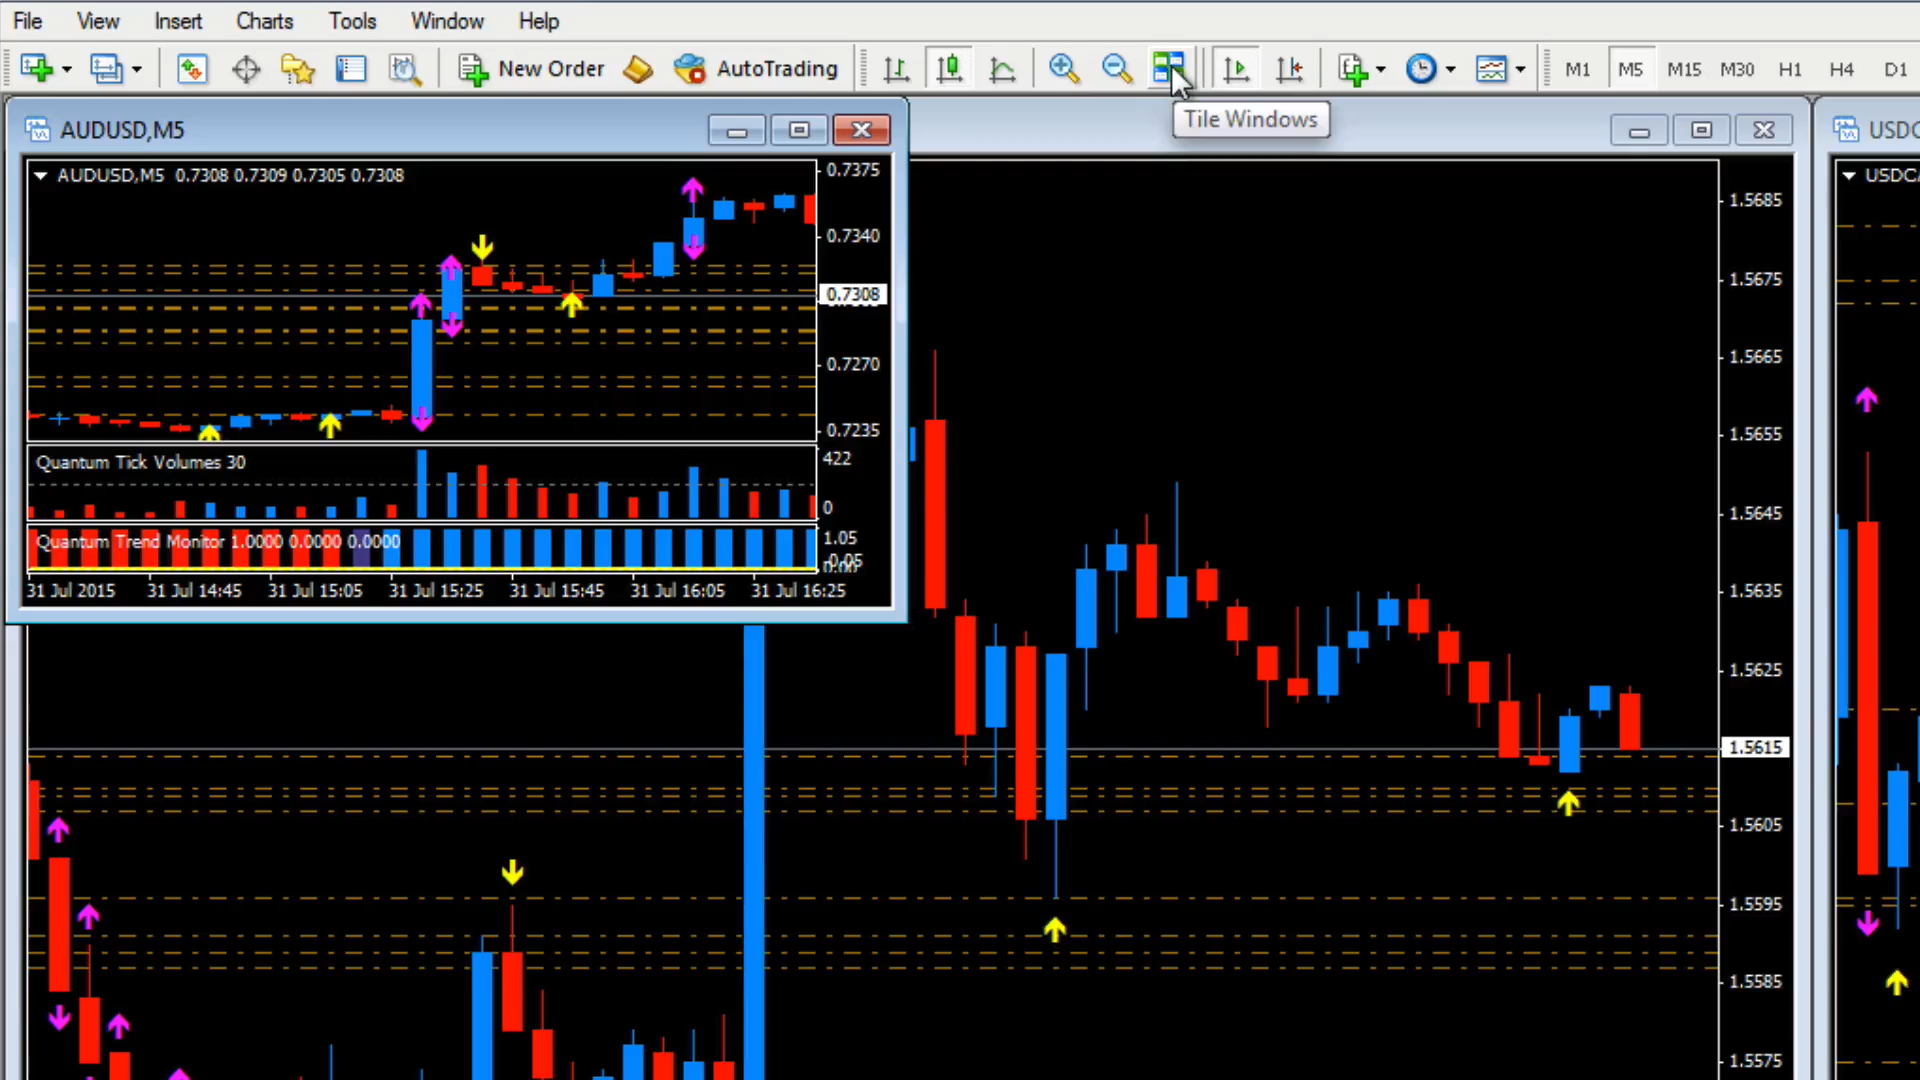 File View Insert Charts Tools Window Help
New Order AutoTrading M1 M5 M15 M30 H1 H4 D1
Tile Windows
AUDUSD,M5
AUDUSD,M5 0.7308 0.7309 0.7305 0.7308
0.7375
0.7340
0.7308
0.7270
0.7235
Quantum Tick Volumes 30
422
0
Quantum Trend Monitor 1.0000 0.0000 0.0000
1.05
31 Jul 2015 31 Jul 14:45 31 Jul 15:05 31 Jul 15:25 31 Jul 15:45 31 Jul 16:05 31 Jul 16:25
1.5685
1.5675
1.5665
1.5655
1.5645
1.5635
1.5625
1.5615
1.5605
1.5595
1.5585
1.5575
USDC
USDCA